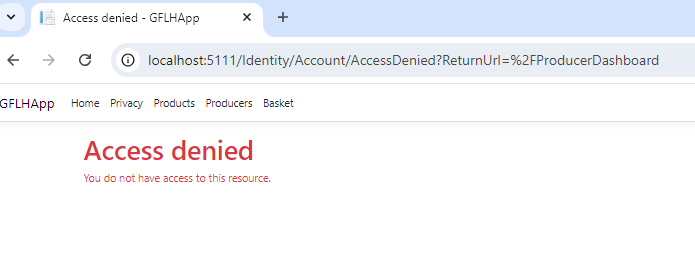 Access denied - GFLHApp
localhost:5111/Identity/Account/AccessDenied?ReturnUrl=%2FProducerDashboard
GFLHApp Home Privacy Products Producers Basket
Access denied
You do not have access to this resource.